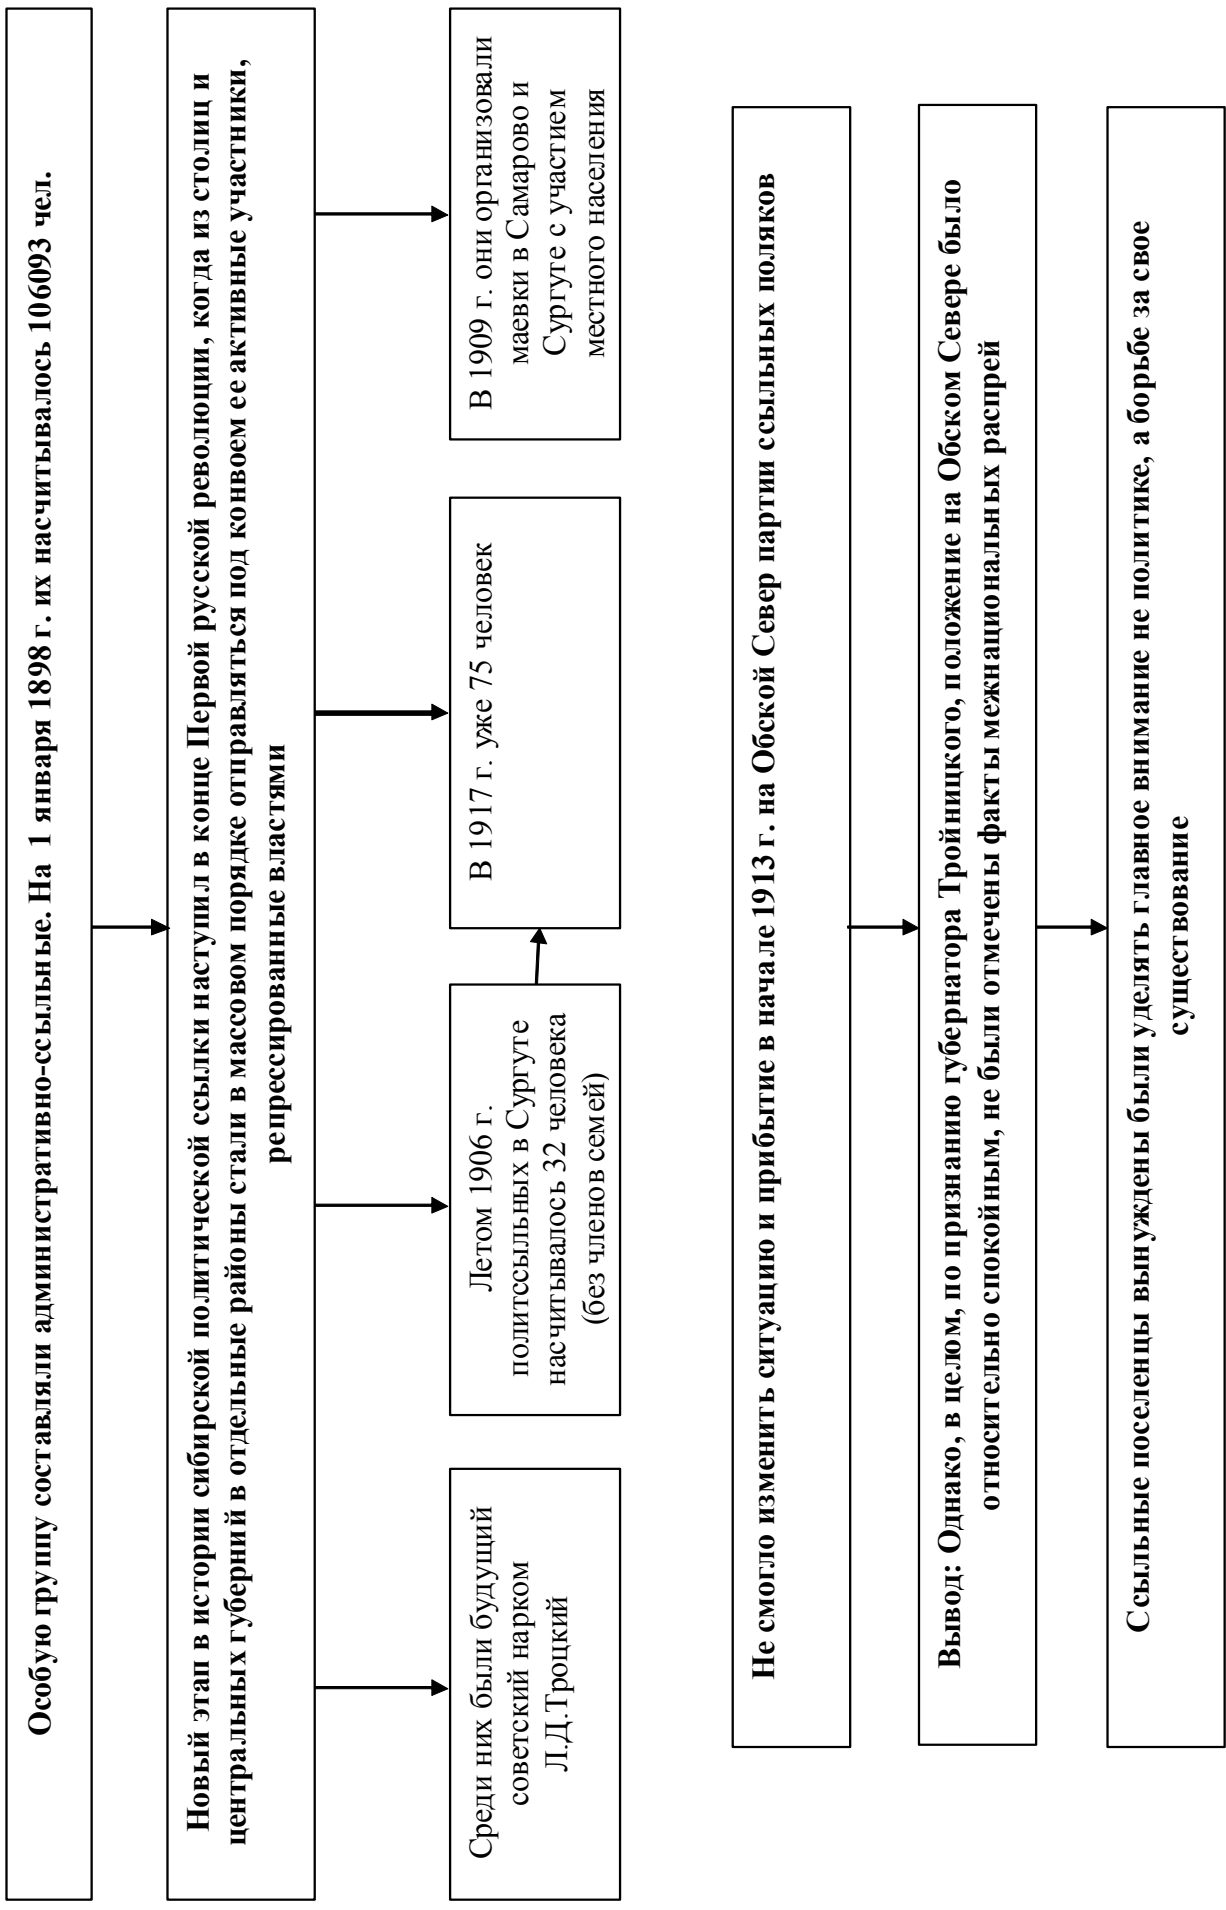 Особую группу составляли административно-ссыльные. На 1 января 1898 г. их насчитывалось 106093 чел.
Новый этап в истории сибирской политической ссылки наступил в конце Первой русской революции, когда из столиц и
центральных губерний в отдельные районы стали в массовом порядке отправляться под конвоем ее активные участники,
репрессированные властями
Среди них были будущий
советский нарком
Л.Д.Троцкий
Летом 1906 г.
политссыльных в Сургуте
насчитывалось 32 человека
(без членов семей)
В 1917 г. уже 75 человек
В 1909 г. они организовали
маевки в Самарово и
Сургуте с участием
местного населения
Не смогло изменить ситуацию и прибытие в начале 1913 г. на Обской Север партии ссыльных поляков
Вывод: Однако, в целом, по признанию губернатора Тройницкого, положение на Обском Севере было
относительно спокойным, не были отмечены факты межнациональных распрей
Ссыльные поселенцы вынуждены были уделять главное внимание не политике, а борьбе за свое
существование